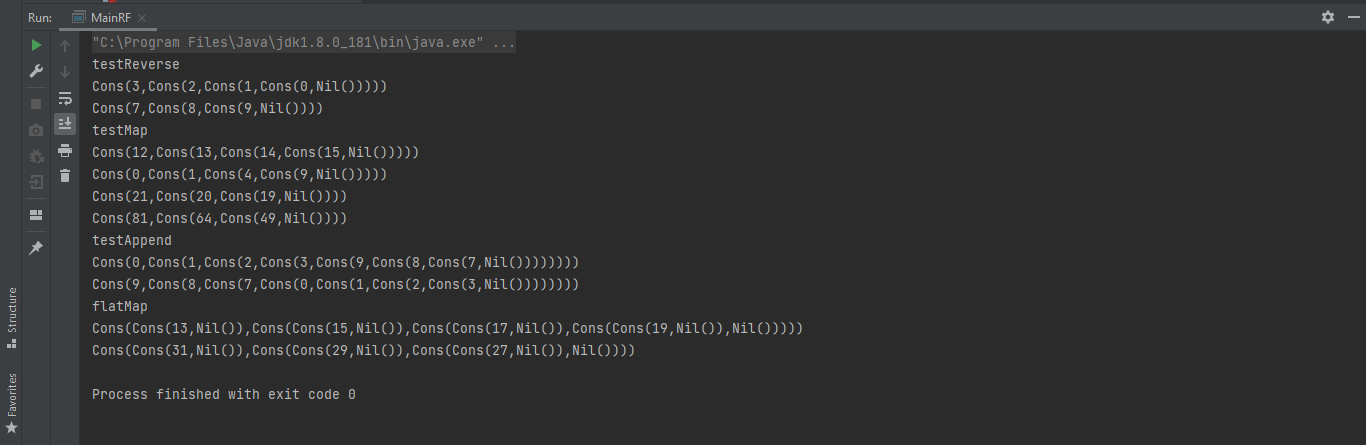 Run:
MainRF
"C:\Program Files\Java\jdk1.8.0_181\bin\java.exe" ...
testReverse
Cons(3,Cons(2,Cons(1,Cons(0,Nil()))))
Cons(7,Cons(8,Cons(9,Nil())))
testMap
Cons(12,Cons(13,Cons(14,Cons(15,Nil()))))
Cons(0,Cons(1,Cons(4,Cons(9,Nil()))))
Cons(21,Cons(20,Cons(19,Nil())))
Cons(81,Cons(64,Cons(49,Nil())))
testAppend
Cons(0,Cons(1,Cons(2,Cons(3,Cons(9,Cons(8,Cons(7,Nil())))))))
Cons(9,Cons(8,Cons(7,Cons(0,Cons(1,Cons(2,Cons(3,Nil())))))))
flatMap
Cons(Cons(13,Nil()),Cons(Cons(15,Nil()),Cons(Cons(17,Nil()),Cons(Cons(19,Nil()),Nil()))))
Cons(Cons(31,Nil()),Cons(Cons(29,Nil()),Cons(Cons(27,Nil()),Nil())))
Process finished with exit code 0
Structure
Favorites